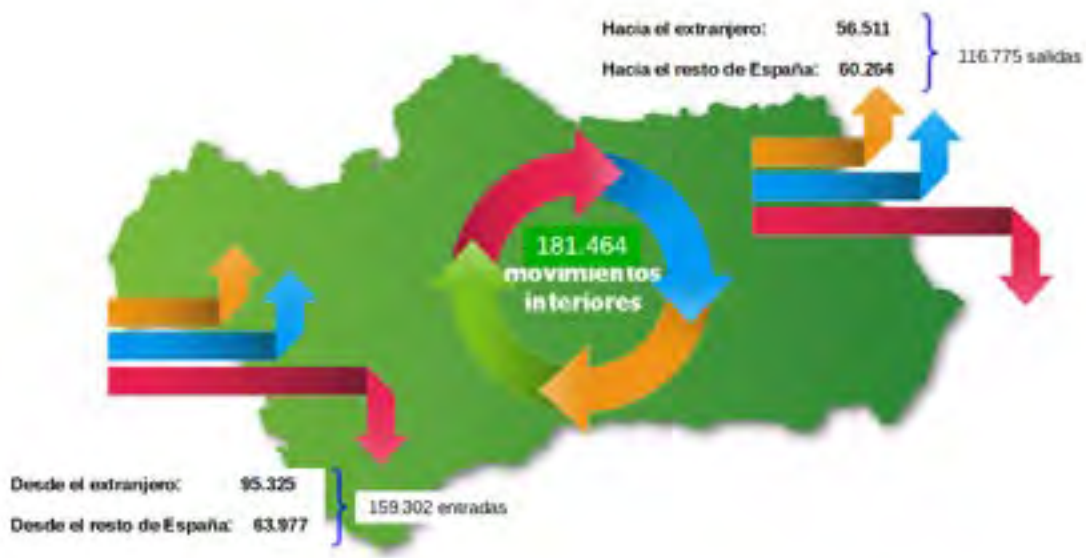 Hacia el extranjero: 56.511
Hacia el resto de España: 60.264
116.775 salidas
181.464
movimientos
interiores
Desde el extranjero: 95.325
Desde el resto de España: 63.977
159.302 entradas